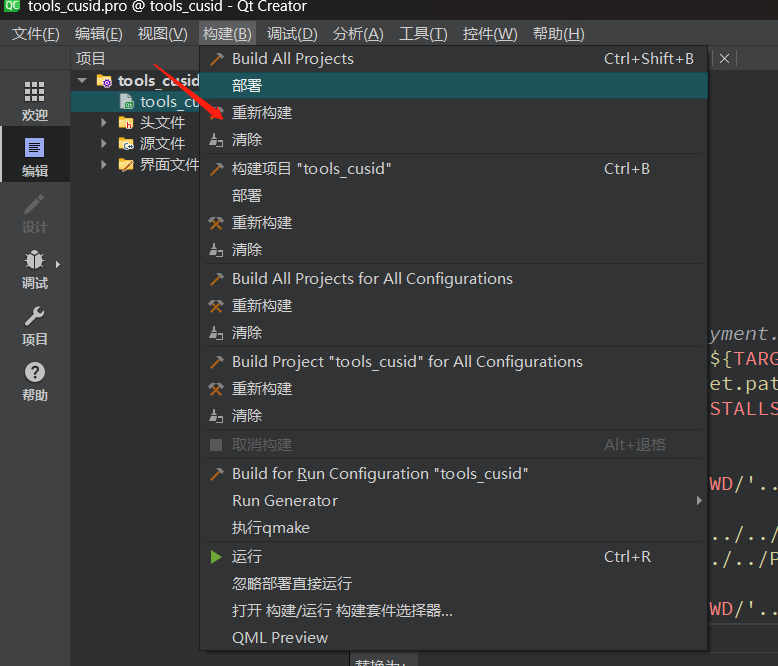 QC tools_cusid.pro @ tools_cusid - Qt Creator
文件(F) 编辑(E) 视图(V) 构建(B) 调试(D) 分析(A) 工具(T) 控件(W) 帮助(H)
项目
欢迎
编辑
设计
调试
项目
帮助
tools_cusid
tools_cu
头文件
源文件
界面文件
Build All Projects Ctrl+Shift+B
部署
重新构建
清除
构建项目 "tools_cusid" Ctrl+B
部署
重新构建
清除
Build All Projects for All Configurations
重新构建
清除
Build Project "tools_cusid" for All Configurations
重新构建
清除
取消构建 Alt+退格
Build for Run Configuration "tools_cusid"
Run Generator
执行qmake
运行 Ctrl+R
忽略部署直接运行
打开 构建/运行 构建套件选择器...
QML Preview
yment.
${TARG
et.pat
STALLS
WD/'..
../../
./../P
WD/'..